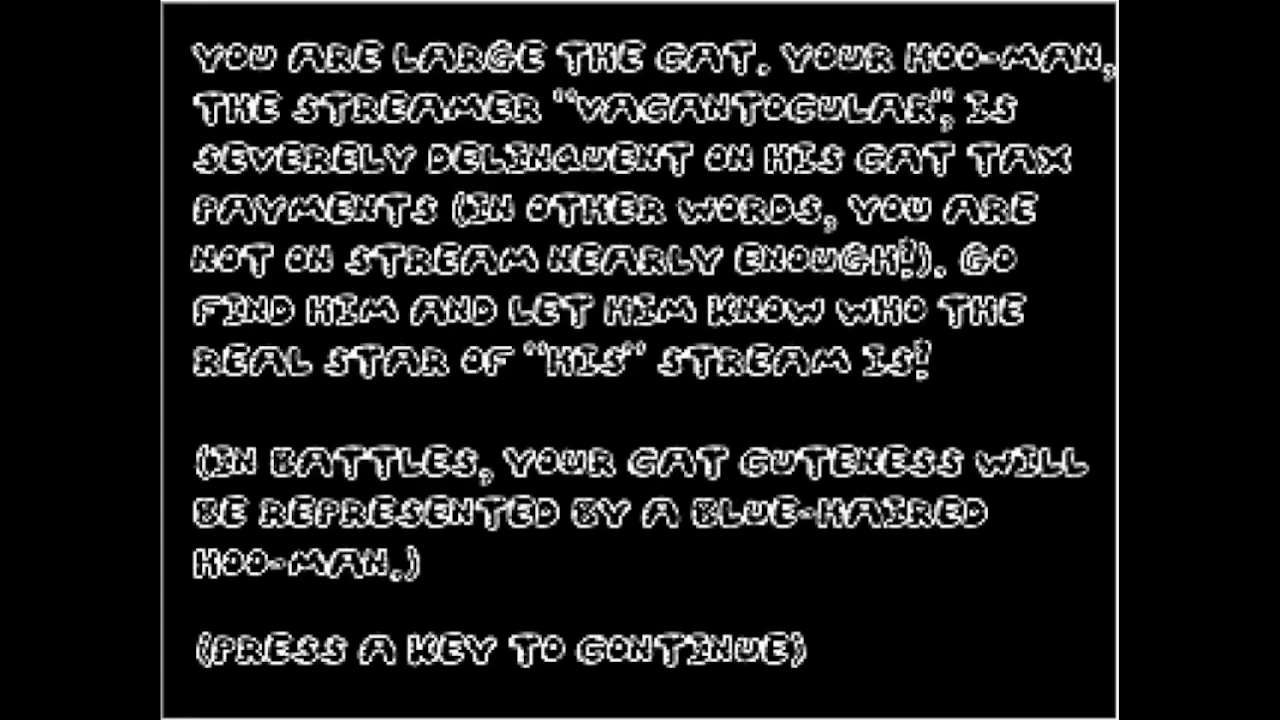 YOU ARE LARGE THE CAT. YOUR HOO-MAN,
THE STREAMER "VACANTOCULAR", IS
SEVERELY DELINQUENT ON HIS CAT TAX
PAYMENTS (IN OTHER WORDS, YOU ARE
NOT ON STREAM NEARLY ENOUGH!). GO
FIND HIM AND LET HIM KNOW WHO THE
REAL STAR OF "HIS" STREAM IS!
(IN BATTLES, YOUR CAT CUTENESS WILL
BE REPRESENTED BY A BLUE-HAIRED
HOO-MAN.)
(PRESS A KEY TO CONTINUE)